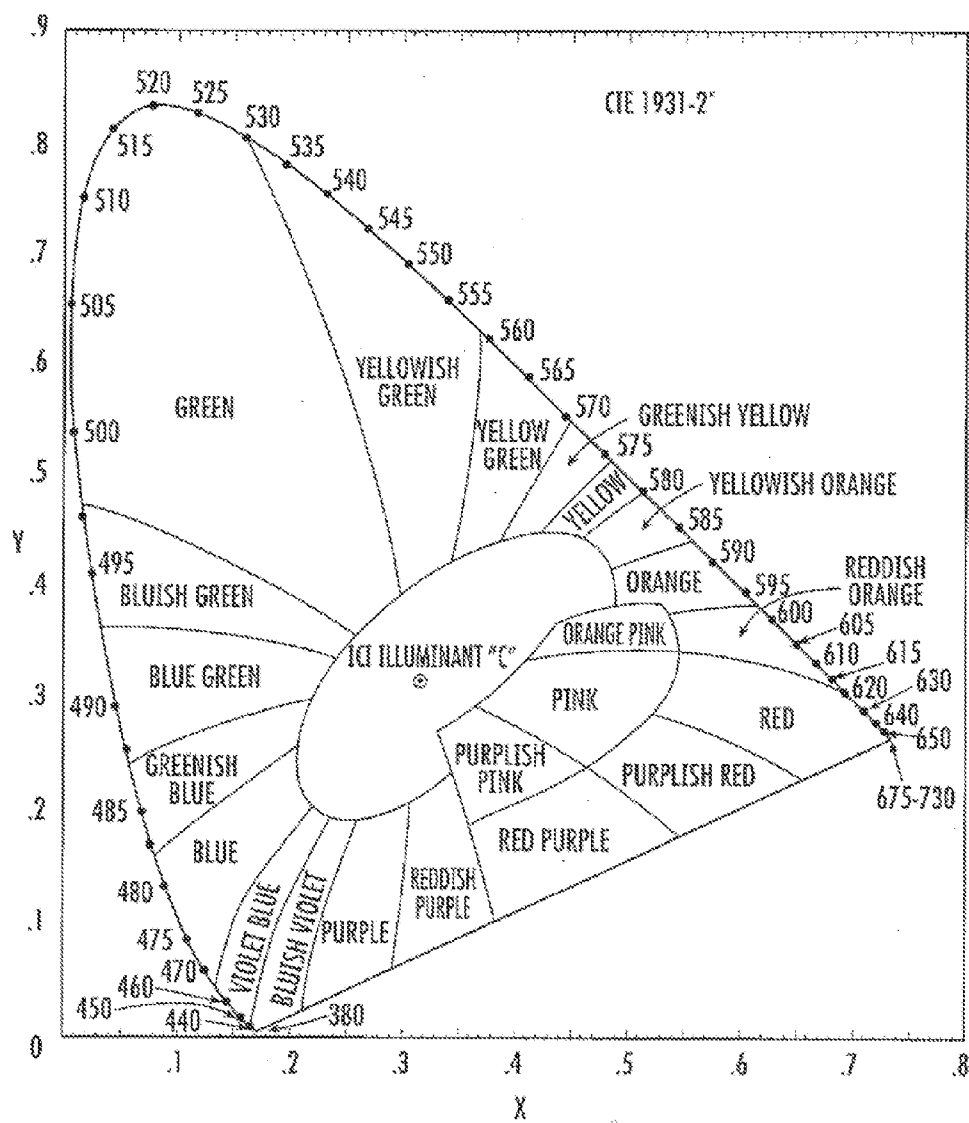 .9
520
525
CTE 1931-2°
530
.8
515
535
540
510
545
.7
550
555
505
560
.6
YELLOWISH
GREEN
565
GREEN
570
GREENISH YELLOW
500
YELLOW
GREEN
575
.5
580
YELLOWISH ORANGE
YELLOW
585
Y
590
495
.4
ORANGE
595
REDDISH
ORANGE
BLUISH GREEN
600
605
ORANGE PINK
ICI ILLUMINANT "C"
610
615
BLUE GREEN
620
630
.3
490
PINK
RED
640
650
GREENISH
BLUE
PURPLISH
PINK
PURPLISH RED
675-730
.2
485
BLUE
RED PURPLE
480
REDDISH
PURPLE
VIOLET BLUE
BLUISH VIOLET
PURPLE
.1
475
470
460
450
440
380
0
.1
.2
.3
.4
.5
.6
.7
.8
X